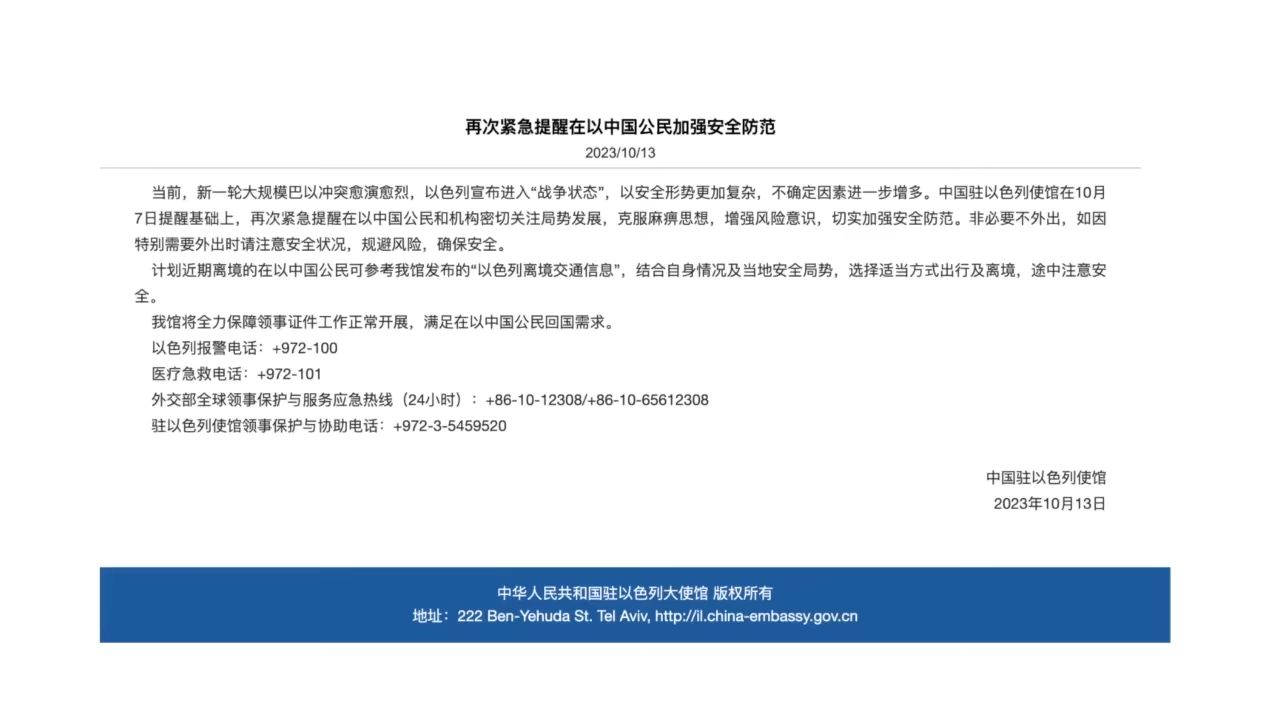 再次紧急提醒在以中国公民加强安全防范
2023/10/13
当前，新一轮大规模巴以冲突愈演愈烈，以色列宣布进入“战争状态”，以安全形势更加复杂，不确定因素进一步增多。中国驻以色列使馆在10月
7日提醒基础上，再次紧急提醒在以中国公民和机构密切关注局势发展，克服麻痹思想，增强风险意识，切实加强安全防范。非必要不外出，如因
特别需要外出时请注意安全状况，规避风险，确保安全。
计划近期离境的在以中国公民可参考我馆发布的“以色列离境交通信息”，结合自身情况及当地安全局势，选择适当方式出行及离境，途中注意安
全。
我馆将全力保障领事证件工作正常开展，满足在以中国公民回国需求。
以色列报警电话：+972-100
医疗急救电话：+972-101
外交部全球领事保护与服务应急热线（24小时）：+86-10-12308/+86-10-65612308
驻以色列使馆领事保护与协助电话：+972-3-5459520
中国驻以色列使馆
2023年10月13日
中华人民共和国驻以色列大使馆 版权所有
地址：222 Ben-Yehuda St. Tel Aviv, http://il.china-embassy.gov.cn